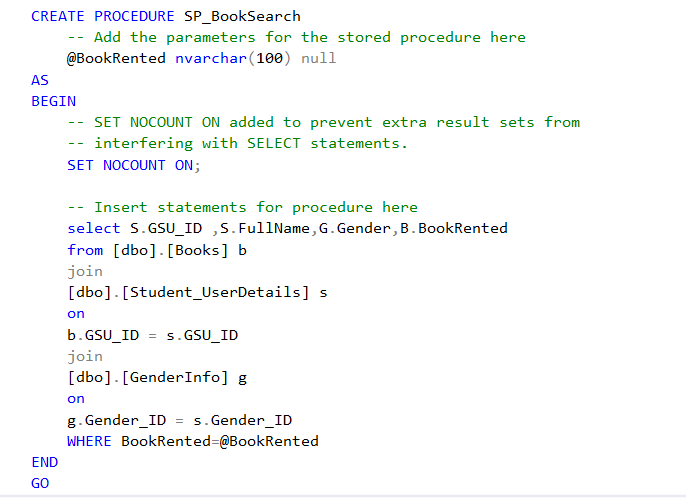 CREATE PROCEDURE SP_BookSearch
-- Add the parameters for the stored procedure here
@BookRented nvarchar(100) null
AS
BEGIN
-- SET NOCOUNT ON added to prevent extra result sets from
-- interfering with SELECT statements.
SET NOCOUNT ON;
-- Insert statements for procedure here
select S.GSU_ID ,S.FullName,G.Gender,B.BookRented
from [dbo].[Books] b
join
[dbo].[Student_UserDetails] s
on
b.GSU_ID = s.GSU_ID
join
[dbo].[GenderInfo] g
on
g.Gender_ID = s.Gender_ID
WHERE BookRented=@BookRented
END
GO